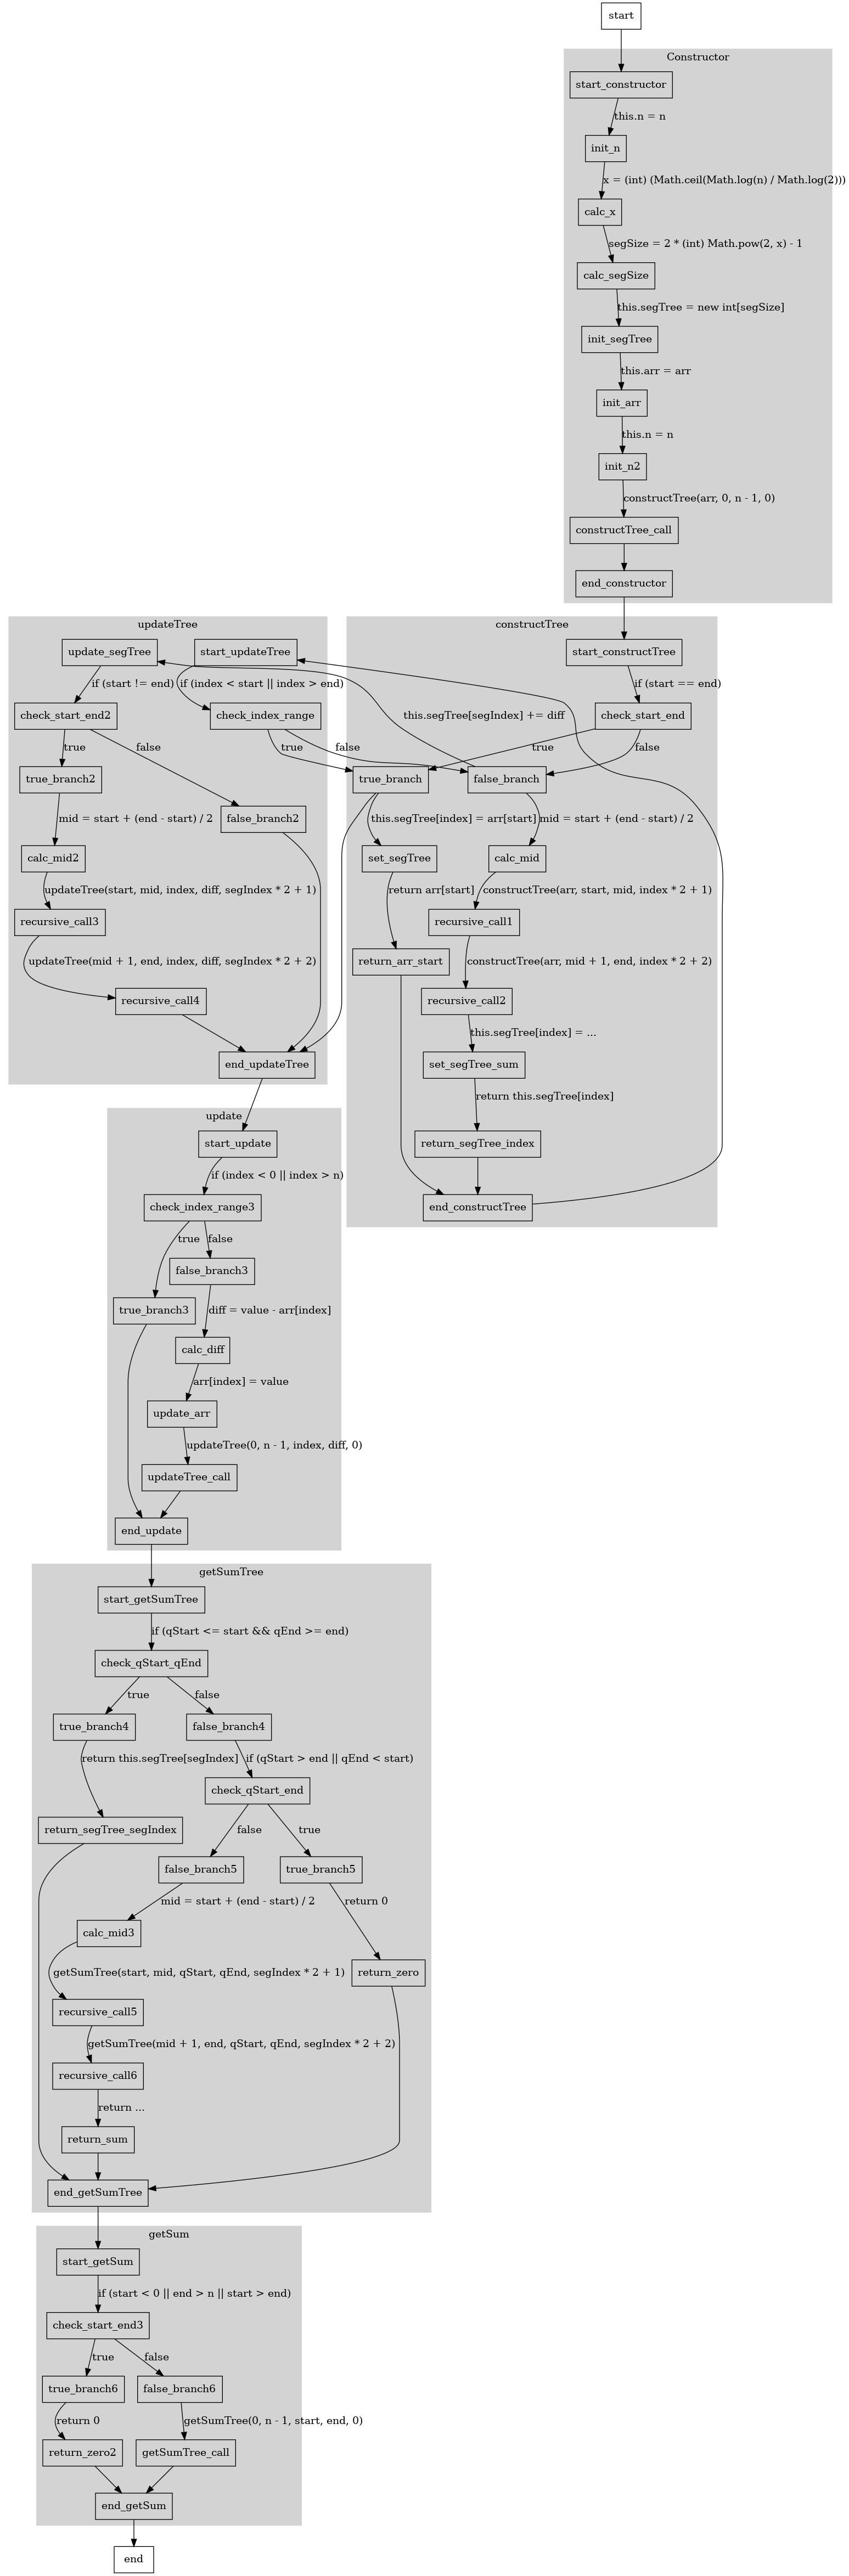 start
Constructor
start_constructor
this.n = n
init_n
x = (int) (Math.ceil(Math.log(n) / Math.log(2)))
calc_x
segSize = 2 * (int) Math.pow(2, x) - 1
calc_segSize
this.segTree = new int[segSize]
init_segTree
this.arr = arr
init_arr
this.n = n
init_n2
constructTree(arr, 0, n - 1, 0)
constructTree_call
end_constructor
updateTree
update_segTree
start_updateTree
if (start != end)
if (index < start || index > end)
check_start_end2
check_index_range
true
false
true
false
true_branch2
false_branch2
mid = start + (end - start) / 2
calc_mid2
updateTree(start, mid, index, diff, segIndex * 2 + 1)
recursive_call3
updateTree(mid + 1, end, index, diff, segIndex * 2 + 2)
recursive_call4
end_updateTree
constructTree
start_constructTree
if (start == end)
check_start_end
this.segTree[segIndex] += diff
true
false
true_branch
false_branch
this.segTree[index] = arr[start]
mid = start + (end - start) / 2
set_segTree
calc_mid
return arr[start]
constructTree(arr, start, mid, index * 2 + 1)
recursive_call1
return_arr_start
constructTree(arr, mid + 1, end, index * 2 + 2)
recursive_call2
this.segTree[index] = ...
set_segTree_sum
return this.segTree[index]
return_segTree_index
end_constructTree
update
start_update
if (index < 0 || index > n)
check_index_range3
true
false
false_branch3
true_branch3
diff = value - arr[index]
calc_diff
arr[index] = value
update_arr
updateTree(0, n - 1, index, diff, 0)
updateTree_call
end_update
getSumTree
start_getSumTree
if (qStart <= start && qEnd >= end)
check_qStart_qEnd
true
false
true_branch4
false_branch4
return this.segTree[segIndex]
if (qStart > end || qEnd < start)
check_qStart_end
return_segTree_segIndex
false
true
false_branch5
true_branch5
mid = start + (end - start) / 2
return 0
calc_mid3
return_zero
getSumTree(start, mid, qStart, qEnd, segIndex * 2 + 1)
recursive_call5
getSumTree(mid + 1, end, qStart, qEnd, segIndex * 2 + 2)
recursive_call6
return ...
return_sum
end_getSumTree
getSum
start_getSum
if (start < 0 || end > n || start > end)
check_start_end3
true
false
true_branch6
false_branch6
return 0
getSumTree(0, n - 1, start, end, 0)
return_zero2
getSumTree_call
end_getSum
end